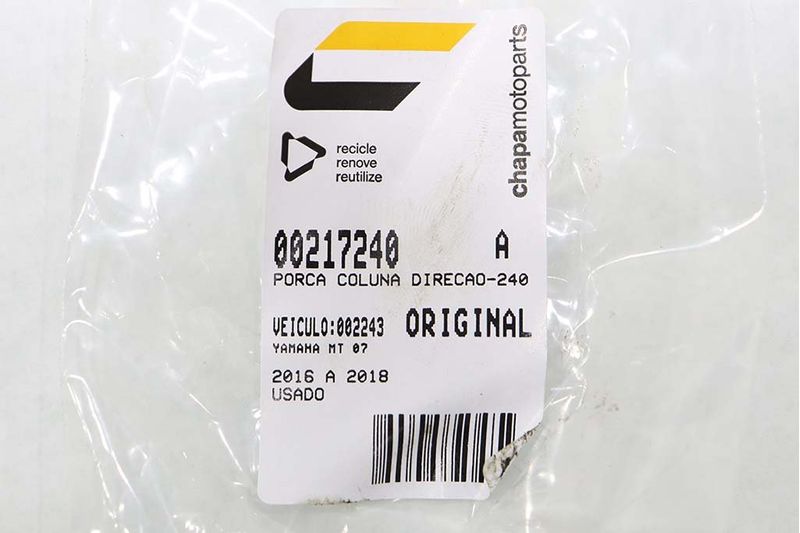 chapamotoparts
recicle
renove
reutilize
00217240 A
PORCA COLUNA DIRECAO-240
VEICULO:002243 ORIGINAL
YAMAHA MT 07
2016 A 2018
USADO